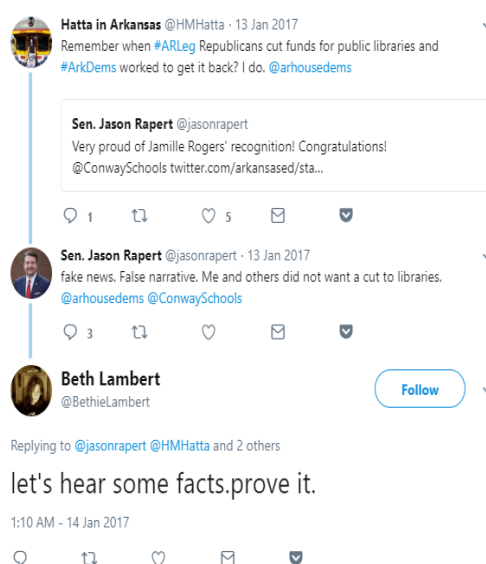 Hatta in Arkansas @HMHatta · 13 Jan 2017
Remember when #ARLeg Republicans cut funds for public libraries and
#ArkDems worked to get it back? I do. @arhousedems
Sen. Jason Rapert @jasonrapert
Very proud of Jamille Rogers' recognition! Congratulations!
@ConwaySchools twitter.com/arkansased/sta...
1 5
Sen. Jason Rapert @jasonrapert · 13 Jan 2017
fake news. False narrative. Me and others did not want a cut to libraries.
@arhousedems @ConwaySchools
3
Beth Lambert
@BethieLambert
Follow
Replying to @jasonrapert @HMHatta and 2 others
let's hear some facts.prove it.
1:10 AM - 14 Jan 2017